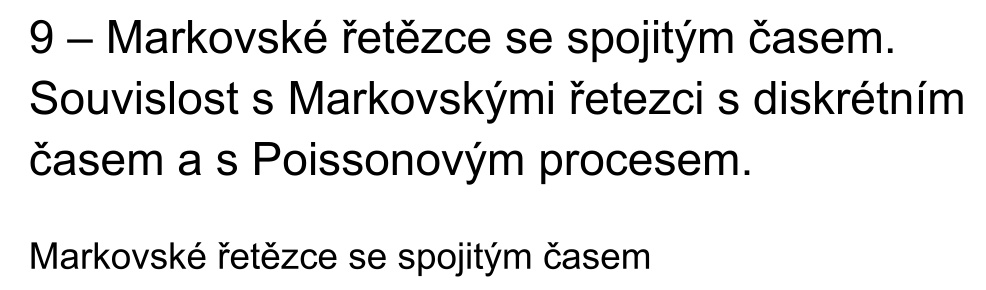 9 – Markovské řetězce se spojitým časem.
Souvislost s Markovskými řetezci s diskrétním
časem a s Poissonovým procesem.
Markovské řetězce se spojitým časem